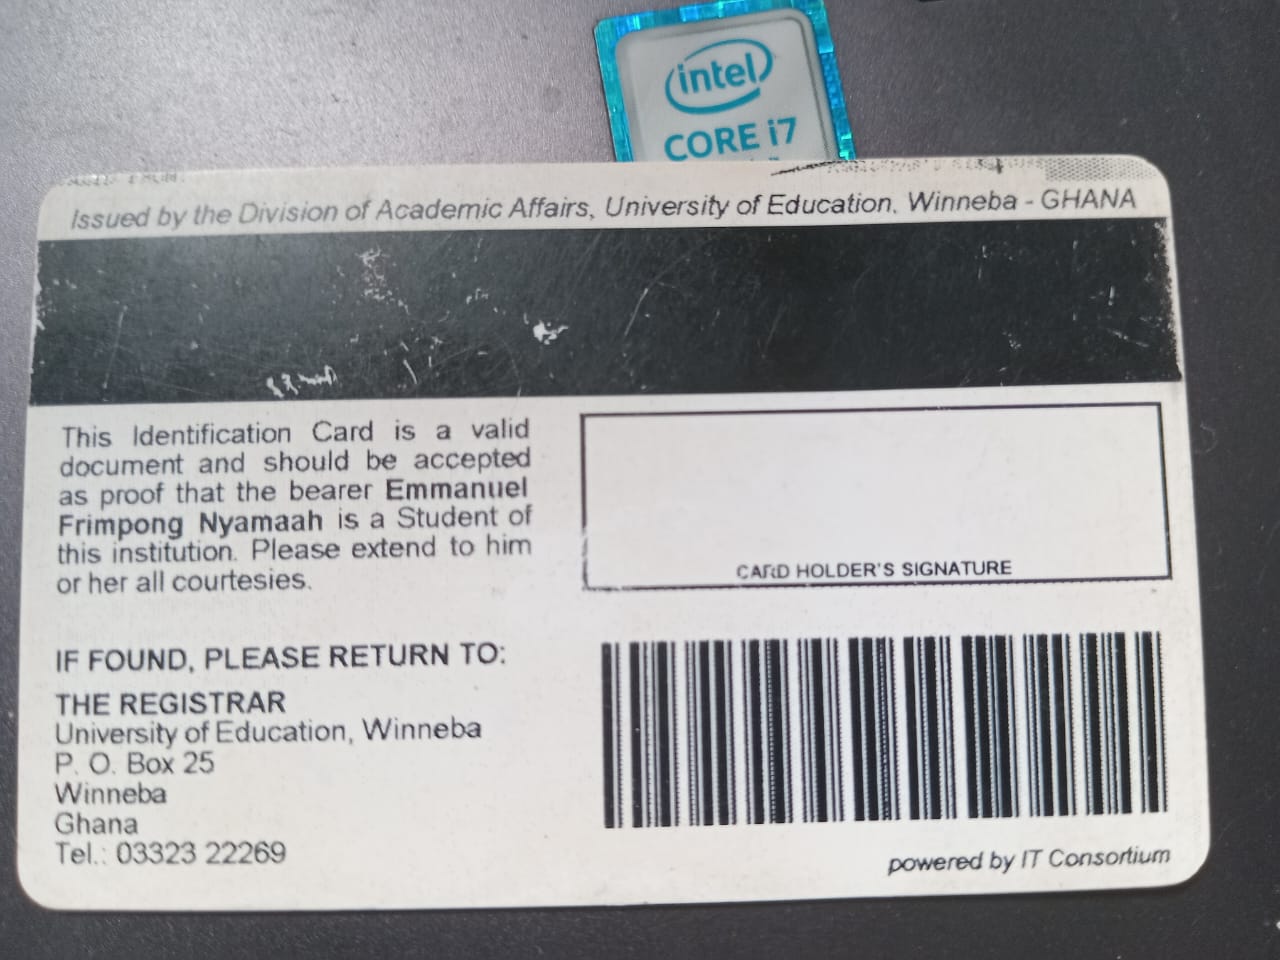 intel
CORE i7
Issued by the Division of Academic Affairs, University of Education, Winneba - GHANA
This Identification Card is a valid
document and should be accepted
as proof that the bearer Emmanuel
Frimpong Nyamaah is a Student of
this institution. Please extend to him
or her all courtesies.
CARD HOLDER'S SIGNATURE
IF FOUND, PLEASE RETURN TO:
THE REGISTRAR
University of Education, Winneba
P. O. Box 25
Winneba
Ghana
Tel.: 03323 22269
powered by IT Consortium